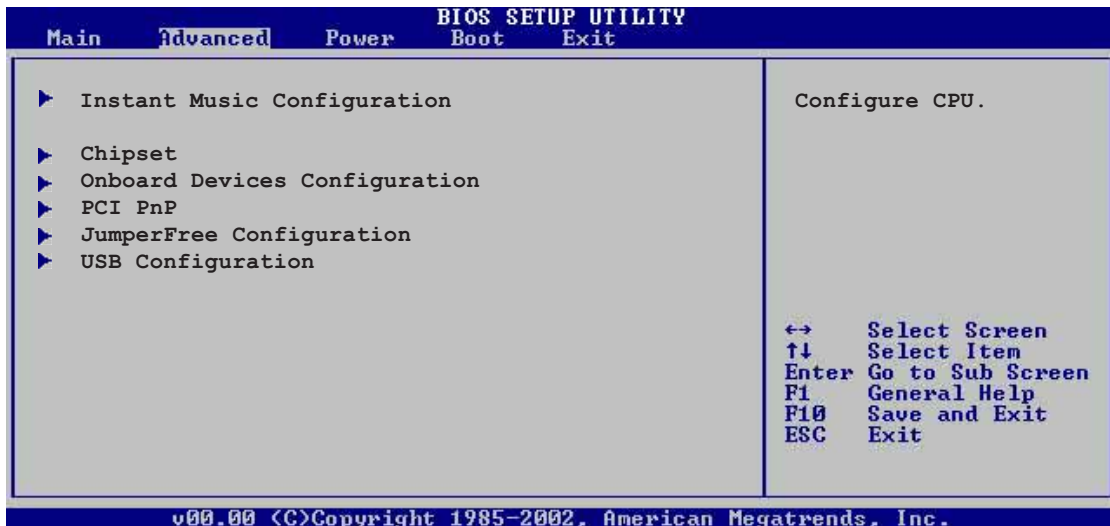 BIOS SETUP UTILITY
Main Advanced Power Boot Exit
Instant Music Configuration
Chipset
Onboard Devices Configuration
PCI PnP
JumperFree Configuration
USB Configuration
Configure CPU.
↔ Select Screen
↑↓ Select Item
Enter Go to Sub Screen
F1 General Help
F10 Save and Exit
ESC Exit
v00.00 (C)Copyright 1985-2002, American Megatrends, Inc.